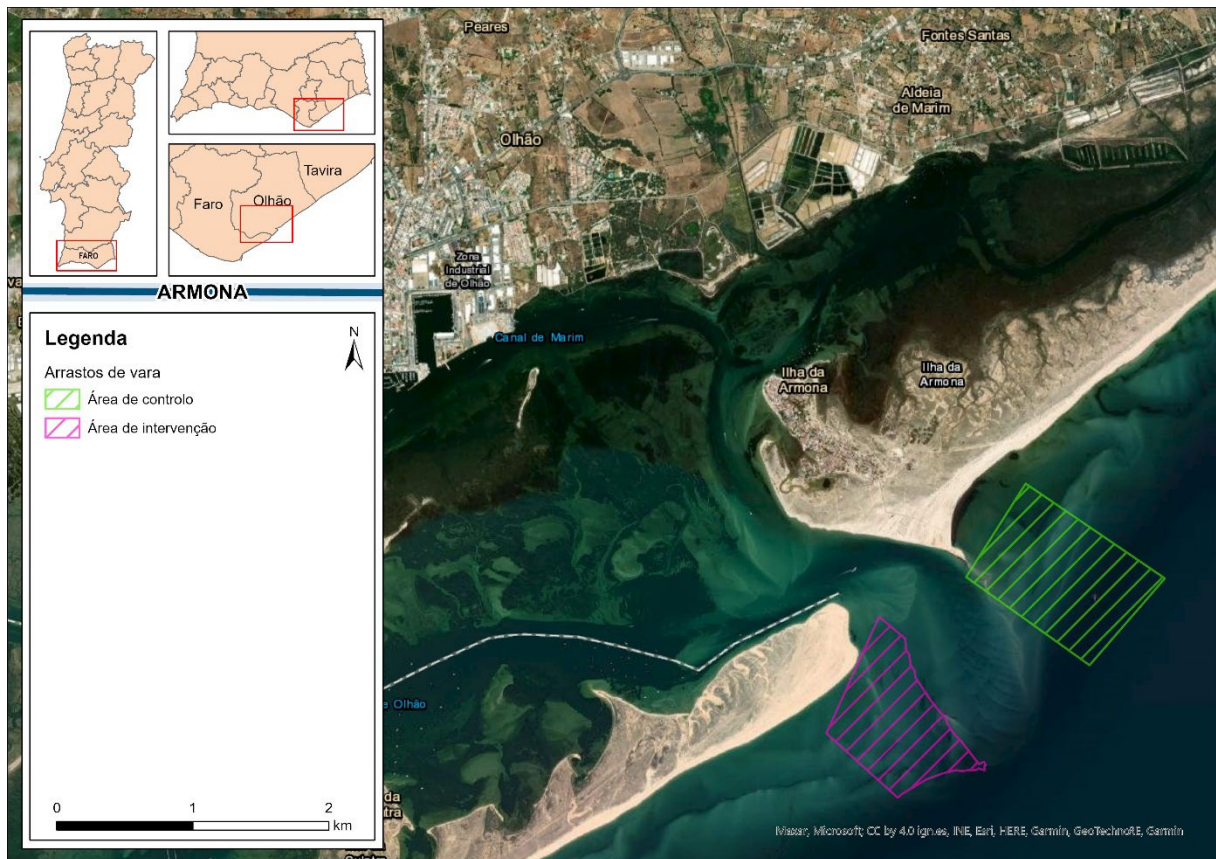 FARO
Faro
Olhão
Tavira
ARMONA
Legenda
N
Arrastos de vara
Área de controlo
Área de intervenção
0 1 2
km
Peares
Fontes Santas
Aldeia
de Marim
Olhão
Zona
Industrial
de Olhão
Canal de Marim
Ilha da
Armona
Ilha da
Armona
e Olhão
da
tra
Maxar, Microsoft; CC by 4.0 ign.es, INE, Esri, HERE, Garmin, GeoTechnoRE, Garmin